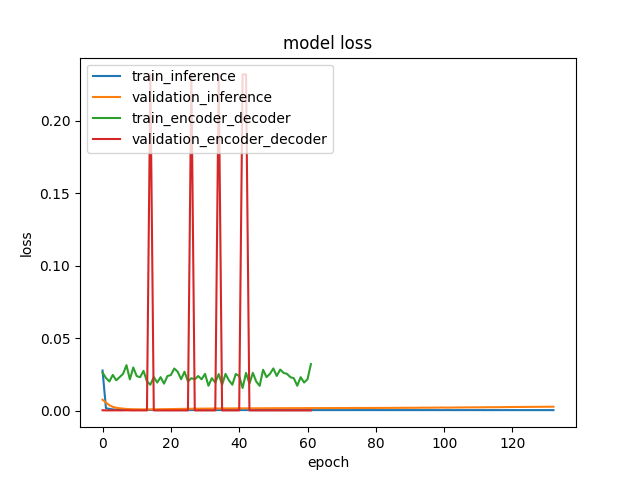 model loss
train_inference
validation_inference
train_encoder_decoder
validation_encoder_decoder
0.20
0.15
0.10
0.05
0.00
loss
0 20 40 60 80 100 120
epoch